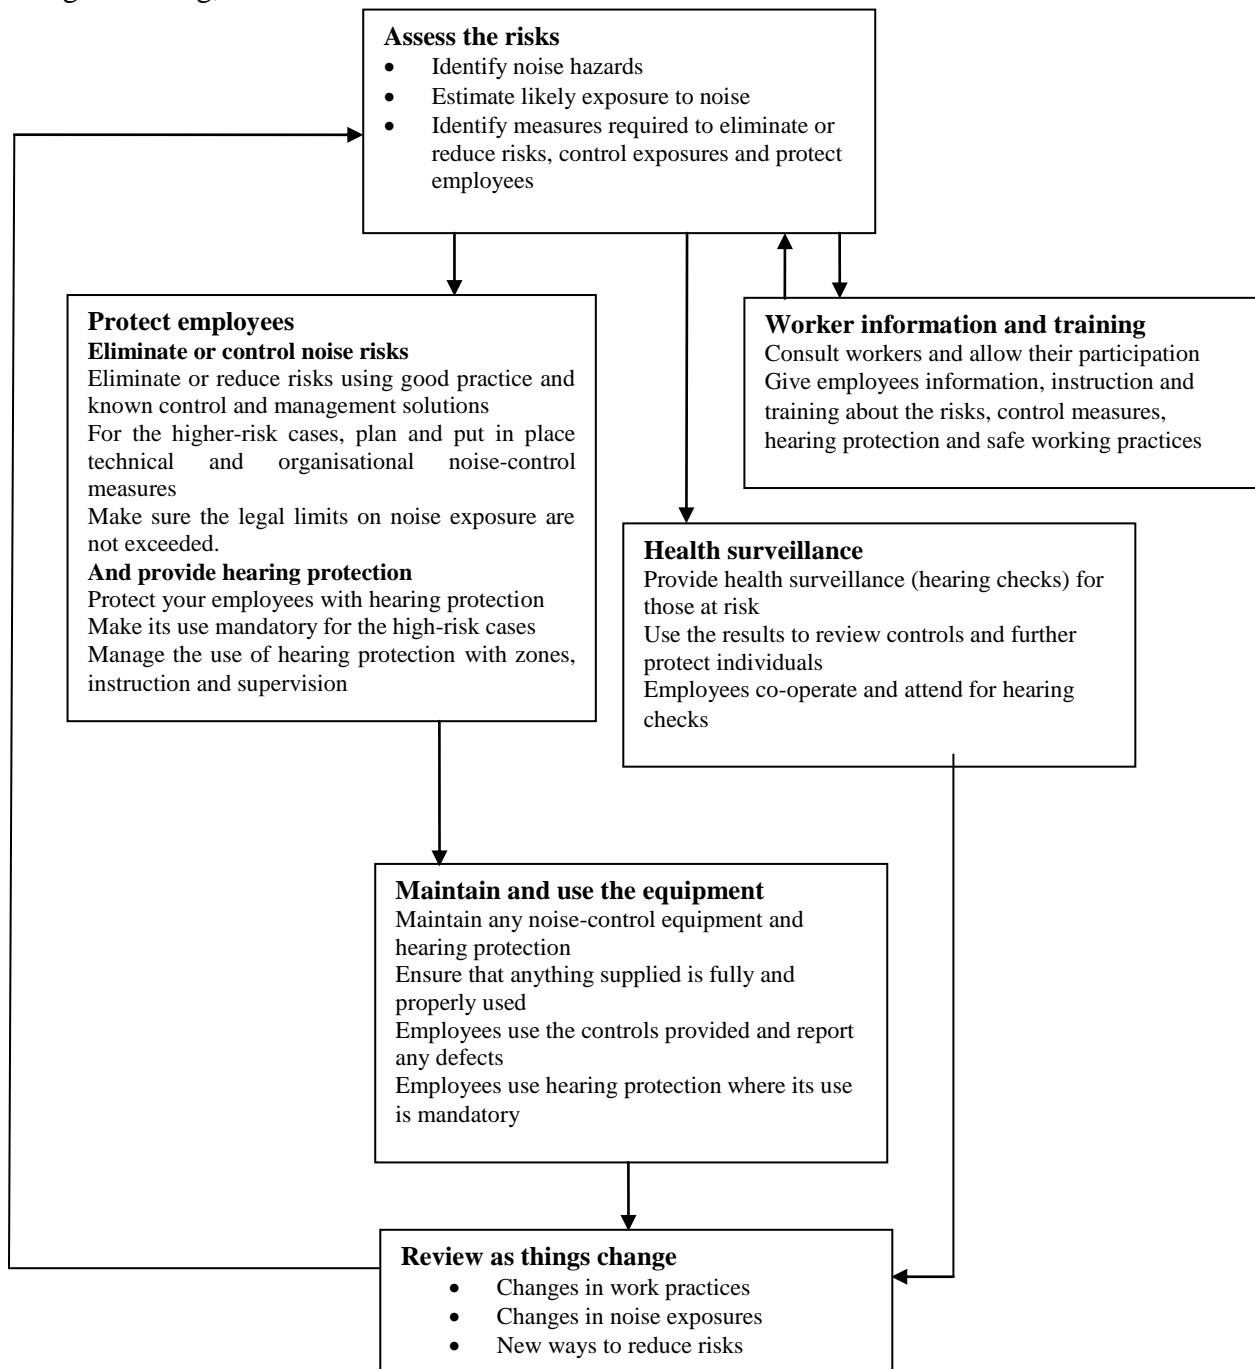 Assess the risks
• Identify noise hazards
• Estimate likely exposure to noise
• Identify measures required to eliminate or
reduce risks, control exposures and protect
employees
Protect employees
Eliminate or control noise risks
Eliminate or reduce risks using good practice and
known control and management solutions
For the higher-risk cases, plan and put in place
technical and organisational noise-control
measures
Make sure the legal limits on noise exposure are
not exceeded.
And provide hearing protection
Protect your employees with hearing protection
Make its use mandatory for the high-risk cases
Manage the use of hearing protection with zones,
instruction and supervision
Worker information and training
Consult workers and allow their participation
Give employees information, instruction and
training about the risks, control measures,
hearing protection and safe working practices
Health surveillance
Provide health surveillance (hearing checks) for
those at risk
Use the results to review controls and further
protect individuals
Employees co-operate and attend for hearing
checks
Maintain and use the equipment
Maintain any noise-control equipment and
hearing protection
Ensure that anything supplied is fully and
properly used
Employees use the controls provided and report
any defects
Employees use hearing protection where its use
is mandatory
Review as things change
• Changes in work practices
• Changes in noise exposures
• New ways to reduce risks